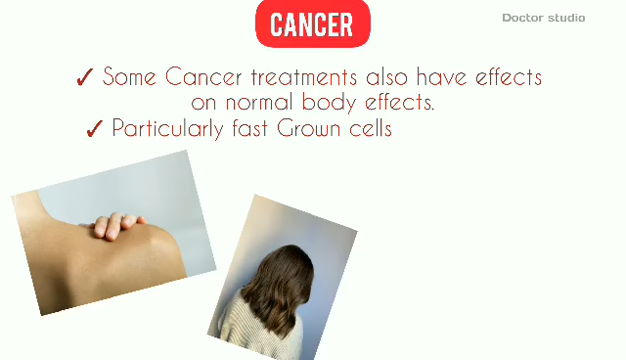 CANCER
Doctor studio
✓ Some Cancer treatments also have effects
on normal body effects.
✓ Particularly fast Grown cells